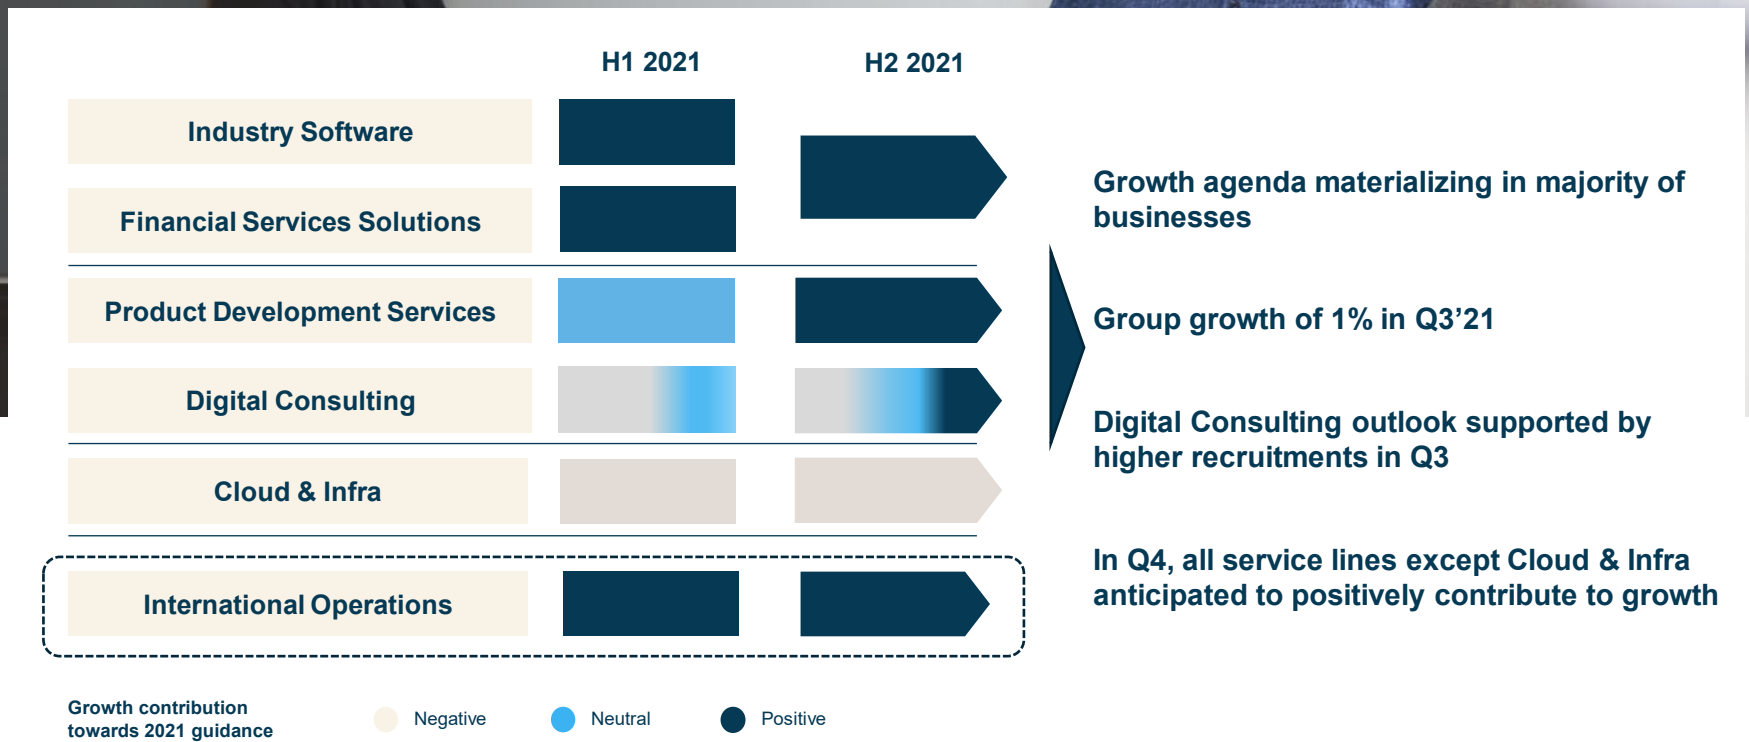 H1 2021
H2 2021
Industry Software
Financial Services Solutions
Product Development Services
Digital Consulting
Cloud & Infra
International Operations
Growth agenda materializing in majority of
businesses
Group growth of 1% in Q3’21
Digital Consulting outlook supported by
higher recruitments in Q3
In Q4, all service lines except Cloud & Infra
anticipated to positively contribute to growth
Growth contribution
towards 2021 guidance
Negative
Neutral
Positive